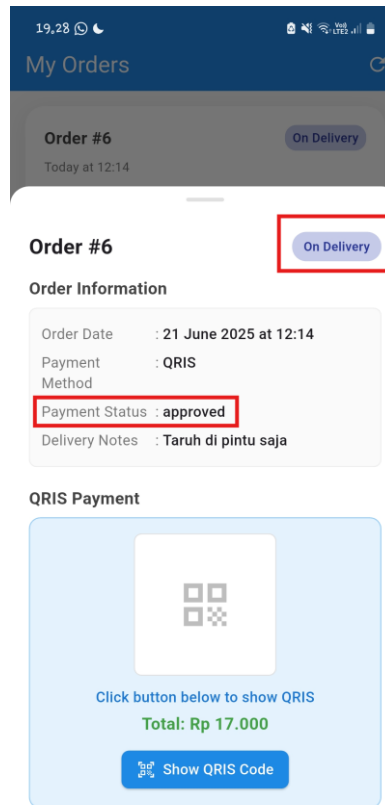 19.28
Vo))
LTE2
My Orders
Order #6
On Delivery
Today at 12:14
Order #6
On Delivery
Order Information
Order Date : 21 June 2025 at 12:14
Payment Method : QRIS
Payment Status : approved
Delivery Notes : Taruh di pintu saja
QRIS Payment
Click button below to show QRIS
Total: Rp 17.000
Show QRIS Code